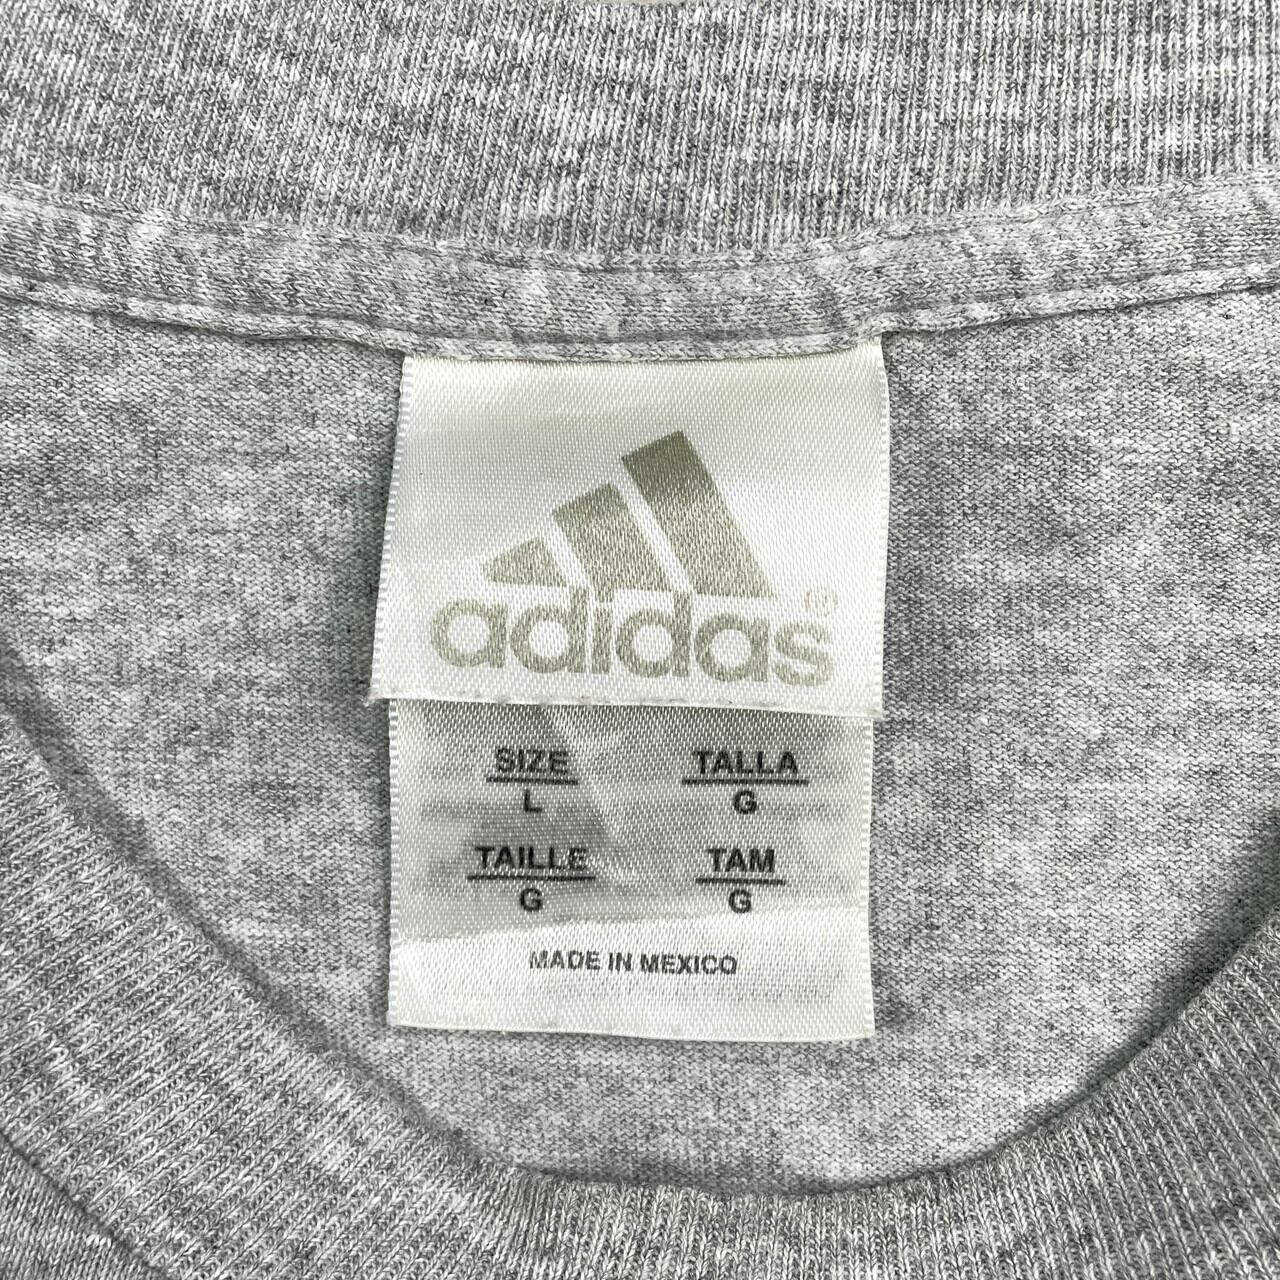 adidas®
SIZE TALLA
L G
TAILLE TAM
G G
MADE IN MEXICO